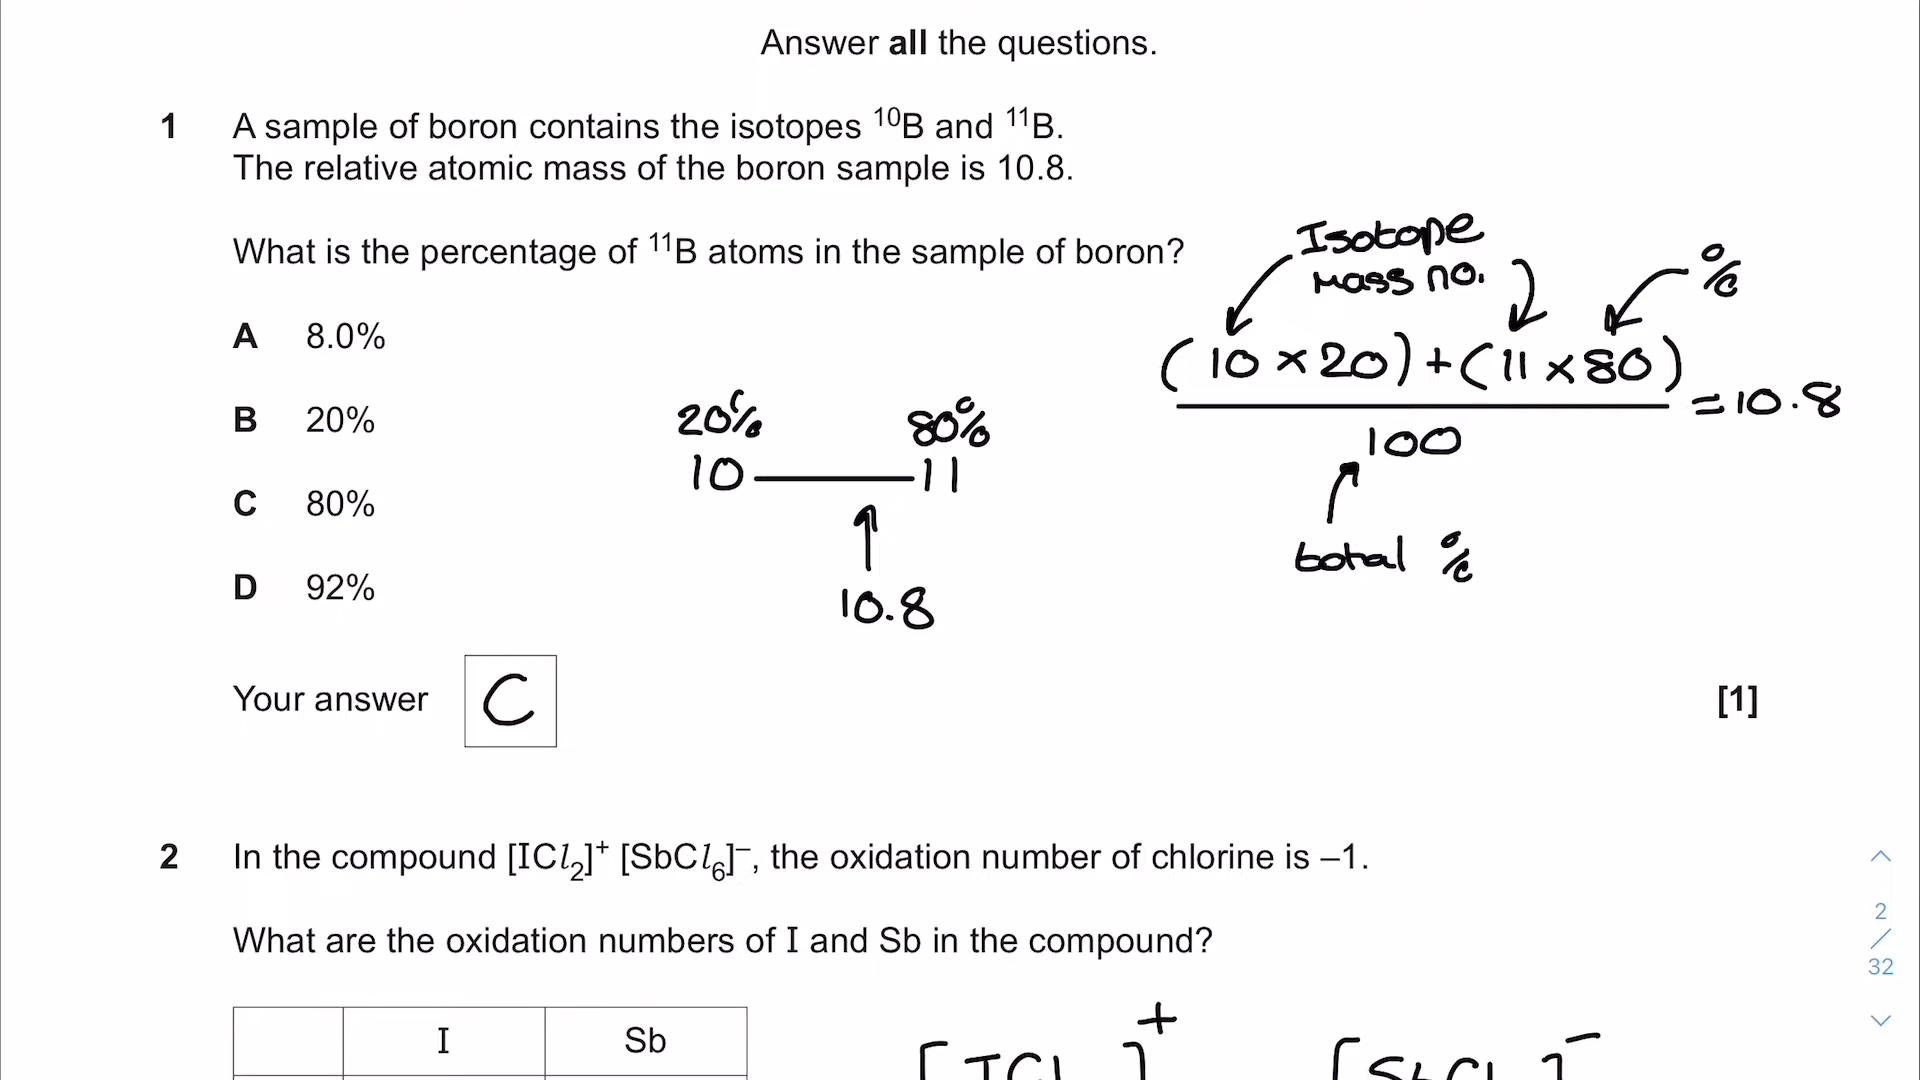 Answer all the questions.
1 A sample of boron contains the isotopes ¹⁰B and ¹¹B.
The relative atomic mass of the boron sample is 10.8.
What is the percentage of ¹¹B atoms in the sample of boron?
A 8.0%
B 20%
C 80%
D 92%
20% 80%
10 11
10.8
Isotope
Mass no.
%
(10 × 20) + (11 × 80)
= 10.8
100
total %
Your answer C [1]
2 In the compound [ICl₂]⁺ [SbCl₆]⁻, the oxidation number of chlorine is –1.
What are the oxidation numbers of I and Sb in the compound?
I Sb
[ICl ]⁺ [SbCl ]⁻
2
/
32